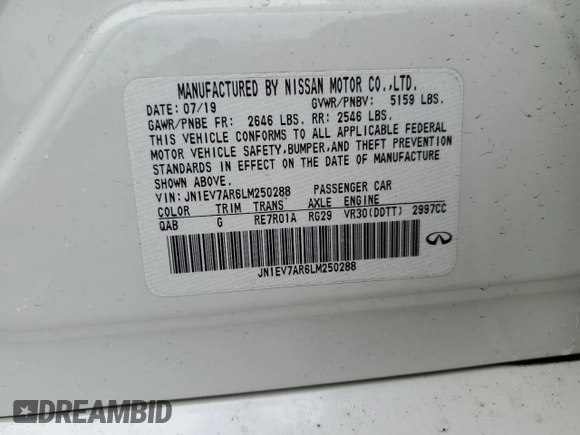 MANUFACTURED BY NISSAN MOTOR CO.,LTD.
DATE: 07/19 GVWR/PNBV: 5159 LBS.
GAWR/PNBE FR: 2646 LBS. RR: 2546 LBS.
THIS VEHICLE CONFORMS TO ALL APPLICABLE FEDERAL
MOTOR VEHICLE SAFETY,BUMPER,AND THEFT PREVENTION
STANDARDS IN EFFECT ON THE DATE OF MANUFACTURE
SHOWN ABOVE.
VIN: JN1EV7AR6LM250288 PASSENGER CAR
COLOR TRIM TRANS AXLE ENGINE
QAB G RE7R01A RG29 VR30(DDTT) 2997CC
JN1EV7AR6LM250288
DREAMBID